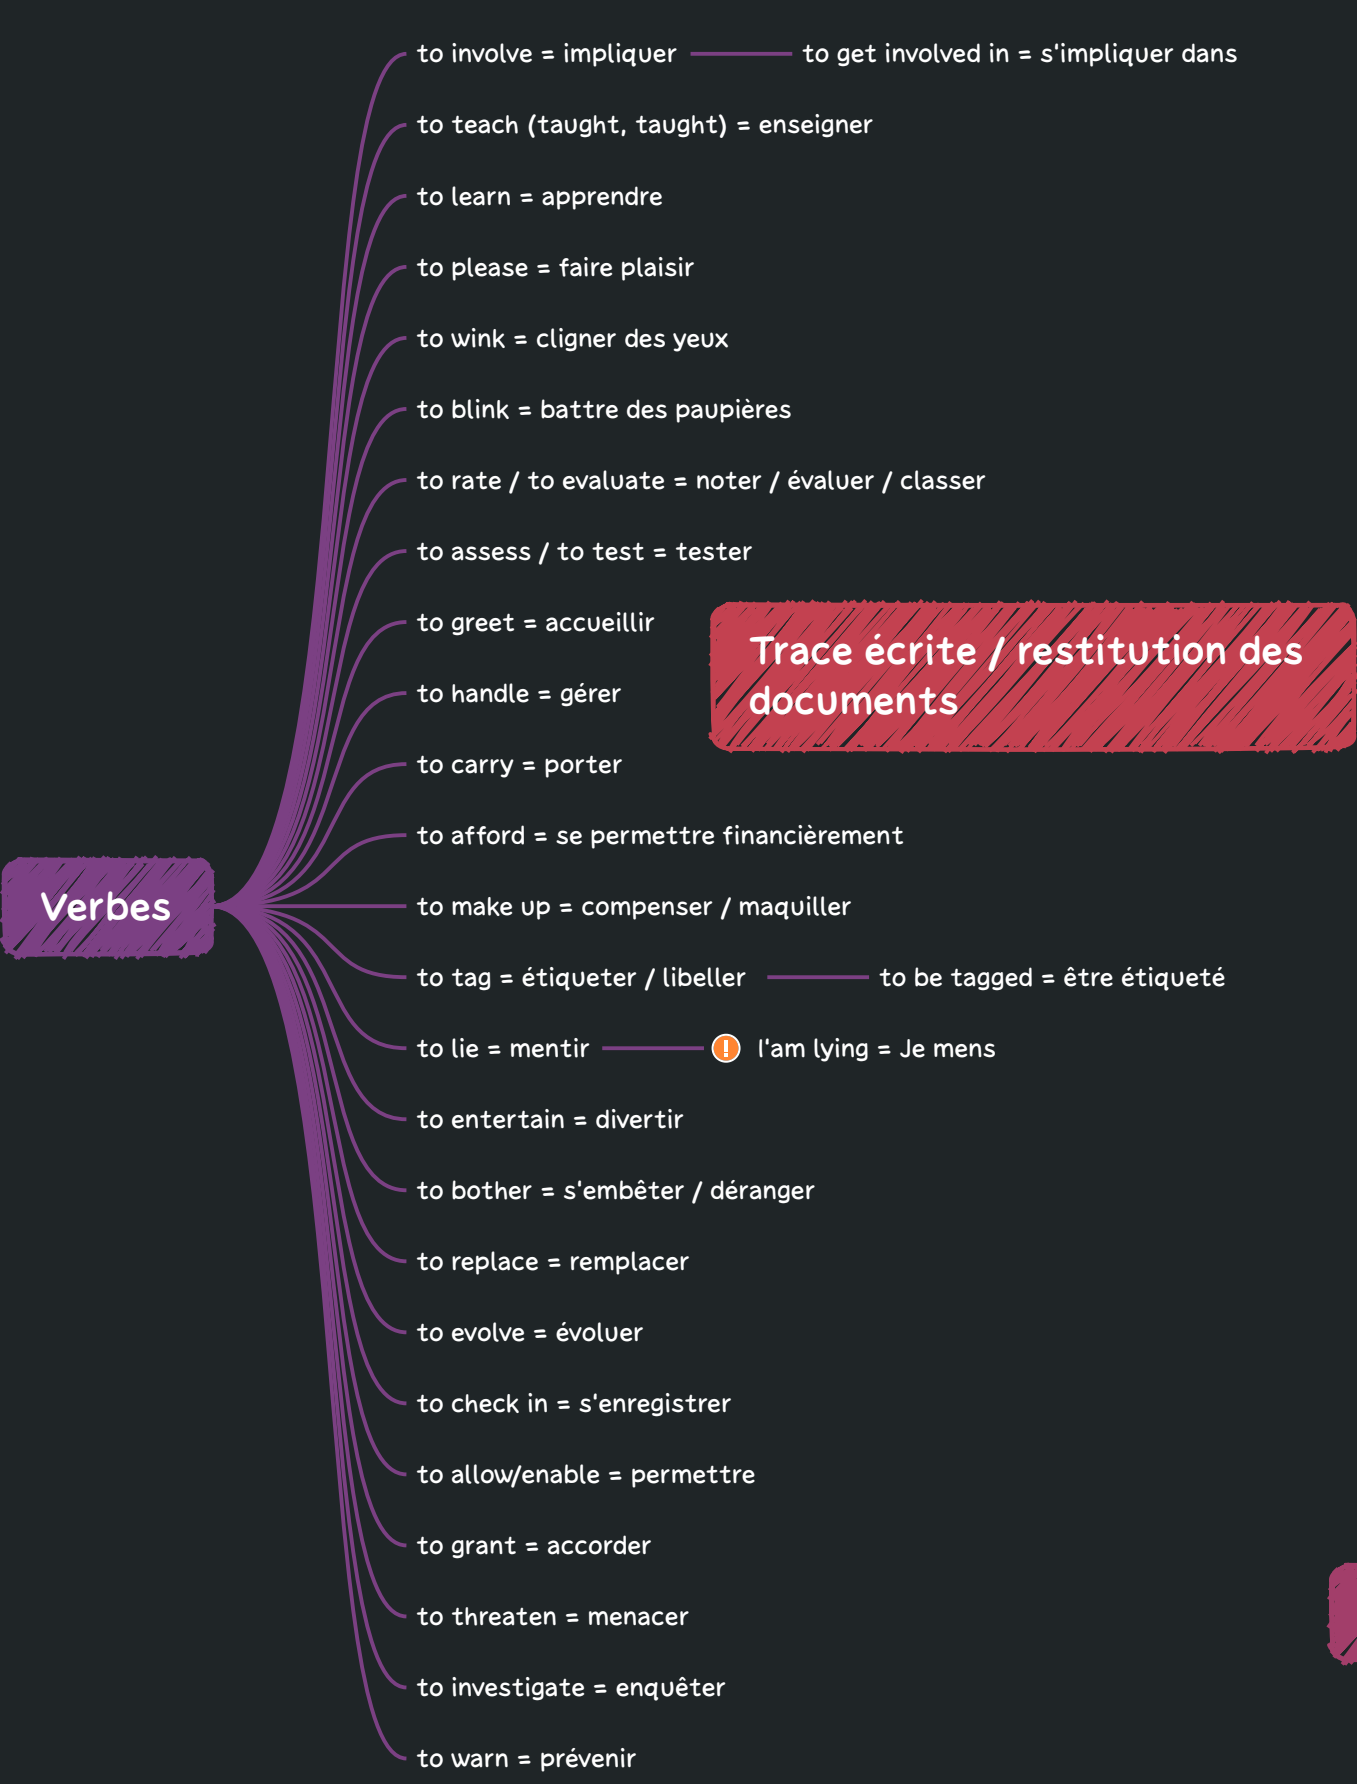 to involve = impliquer
to get involved in = s'impliquer dans
to teach (taught, taught) = enseigner
to learn = apprendre
to please = faire plaisir
to wink = cligner des yeux
to blink = battre des paupières
to rate / to evaluate = noter / évaluer / classer
to assess / to test = tester
to greet = accueillir
Trace écrite / restitution des
documents
to handle = gérer
to carry = porter
to afford = se permettre financièrement
Verbes
to make up = compenser / maquiller
to tag = étiqueter / libeller
to be tagged = être étiqueté
to lie = mentir
! I'am lying = Je mens
to entertain = divertir
to bother = s'embêter / déranger
to replace = remplacer
to evolve = évoluer
to check in = s'enregistrer
to allow/enable = permettre
to grant = accorder
to threaten = menacer
to investigate = enquêter
to warn = prévenir